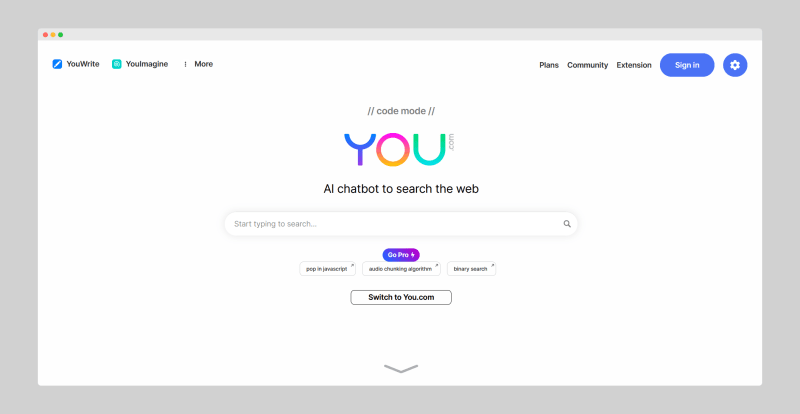 YouWrite YouImagine More Plans Community Extension Sign in
// code mode //
YOU .com
AI chatbot to search the web
Start typing to search...
Go Pro
pop in javascript audio chunking algorithm binary search
Switch to You.com